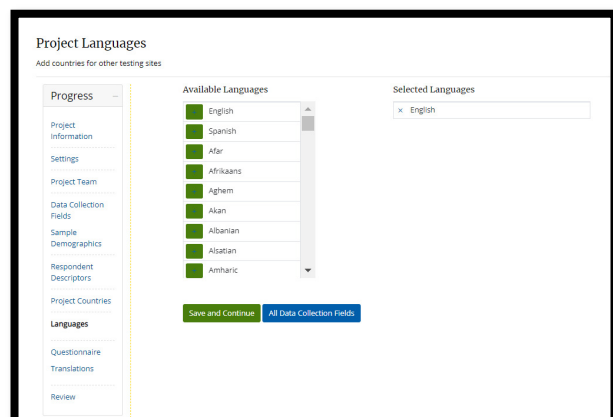 Project Languages
Add countries for other testing sites
Progress
Project
Information
Settings
Project Team
Data Collection
Fields
Sample
Demographics
Respondent
Descriptors
Project Countries
Languages
Questionnaire
Translations
Review
Available Languages
English
Spanish
Afar
Afrikaans
Aghem
Akan
Albanian
Alsatian
Amharic
Save and Continue
All Data Collection Fields
Selected Languages
× English